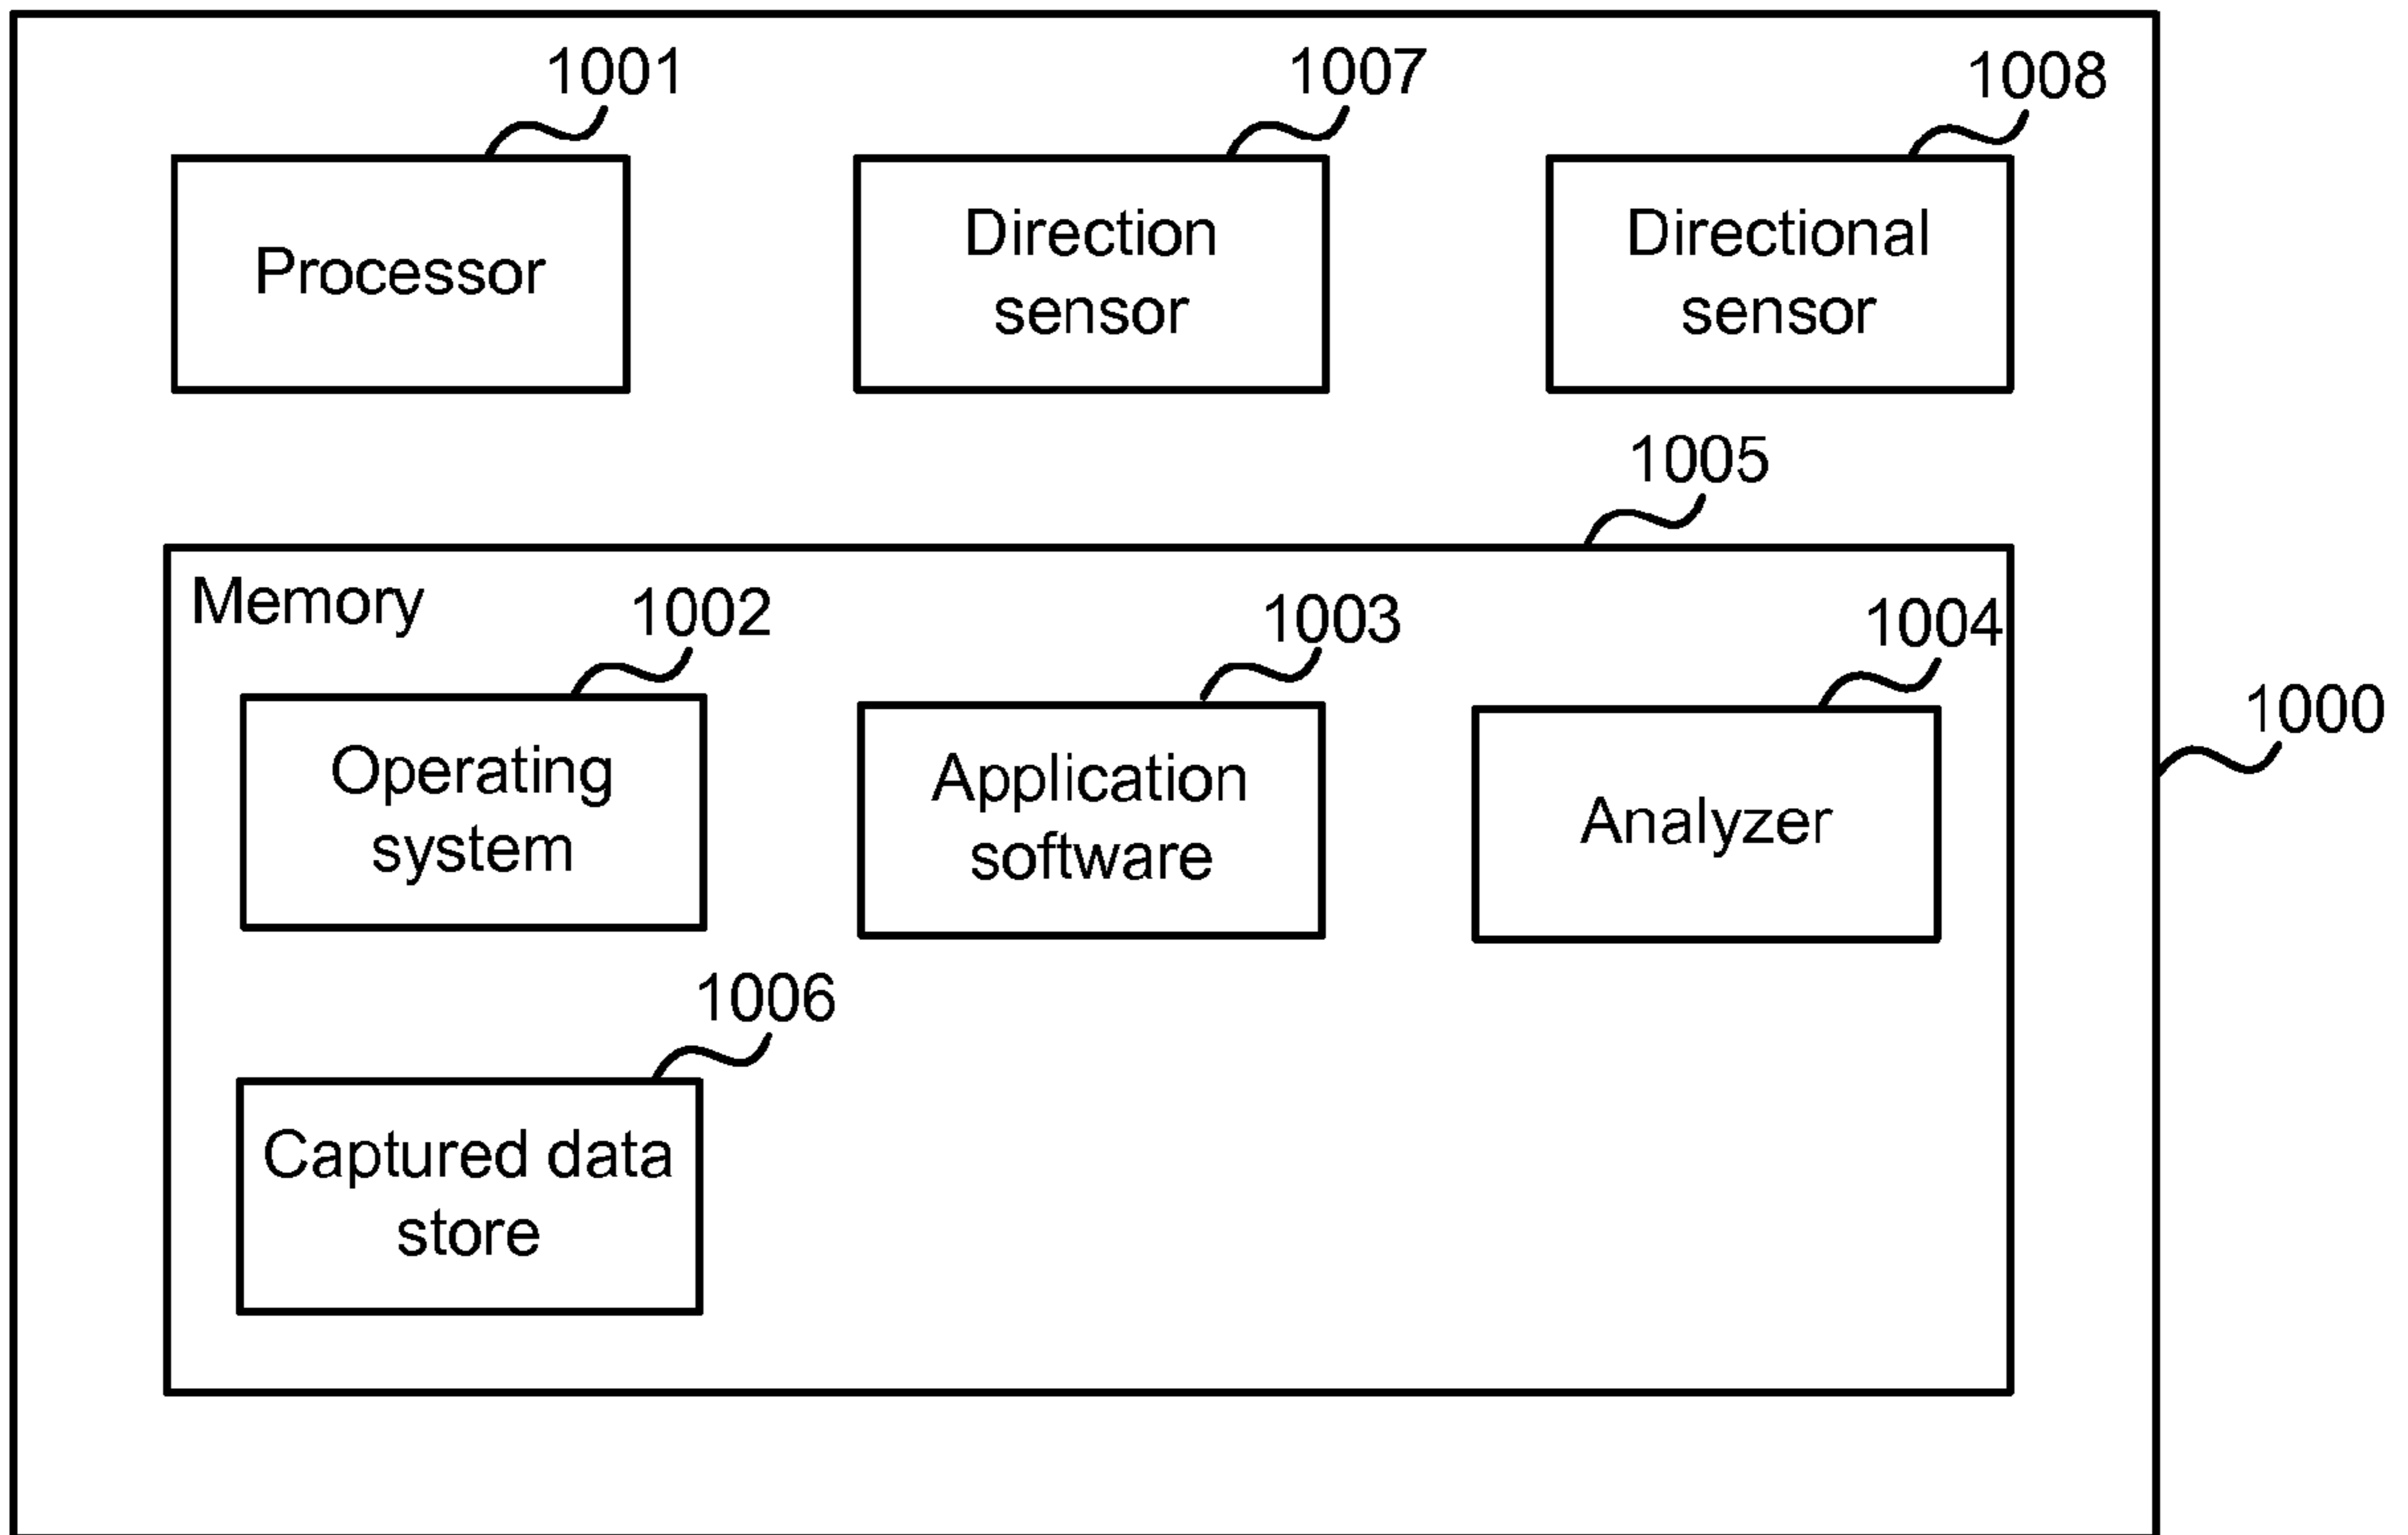 1001
1007
1008
Processor
Direction
sensor
Directional
sensor
1005
Memory
1002
1003
1004
1000
Operating
system
Application
software
Analyzer
1006
Captured data
store